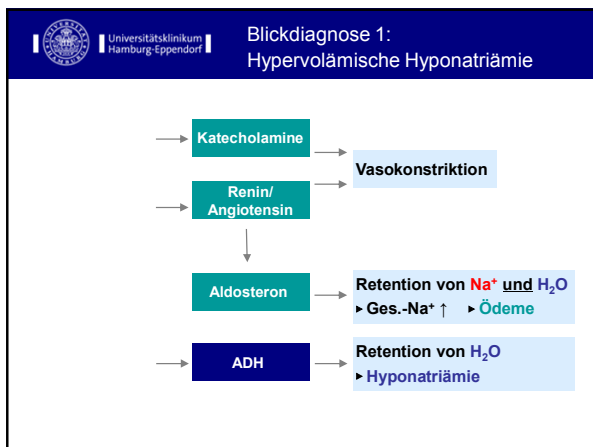 Universitätsklinikum
Hamburg-Eppendorf
Blickdiagnose 1:
Hypervolämische Hyponatriämie
Katecholamine
Vasokonstriktion
Renin/
Angiotensin
Aldosteron
Retention von Na⁺ und H₂O
▸ Ges.-Na⁺ ↑ ▸ Ödeme
ADH
Retention von H₂O
▸ Hyponatriämie